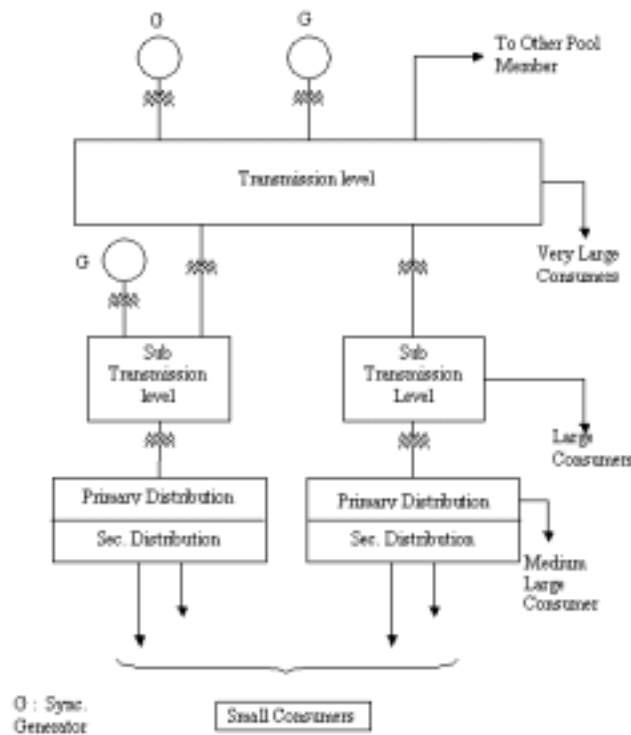 G
G
To Other Pool
Member
Transmission level
G
Very Large
Consumers
Sub
Transmission
level
Sub
Transmission
Level
Large
Consumers
Primary Distribution
Sec. Distribution
Primary Distribution
Sec. Distribution
Medium
Large
Consumer
G : Sync.
Generator
Small Consumers